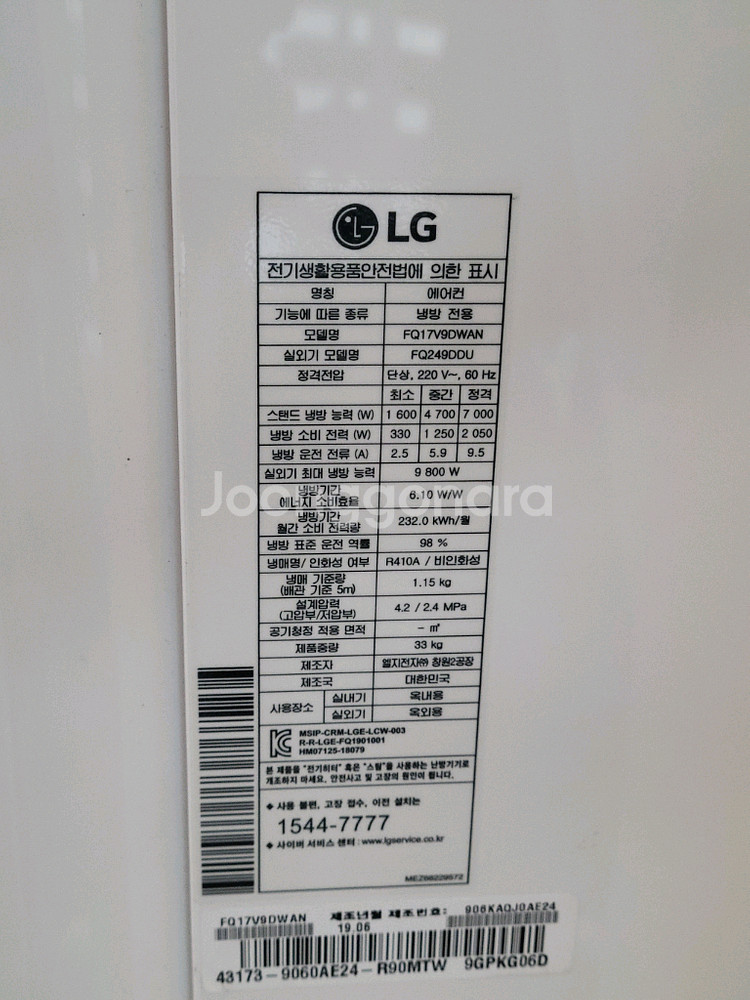 LG
전기생활용품안전법에 의한 표시
명칭 에어컨
기능에 따른 종류 냉방 전용
모델명 FQ17V9DWAN
실외기 모델명 FQ249DDU
정격전압 단상, 220 V~, 60 Hz
최소 중간 정격
스탠드 냉방 능력 (W) 1 600 4 700 7 000
냉방 소비 전력 (W) 330 1 250 2 050
냉방 운전 전류 (A) 2.5 5.9 9.5
실외기 최대 냉방 능력 9 800 W
냉방기간
에너지 소비효율 6.10 W/W
Joonggonara
냉방기간
월간 소비 전력량 232.0 kWh/월
냉방 표준 운전 역률 98 %
냉매명/ 인화성 여부 R410A / 비인화성
냉매 기준량
(배관 기준 5m) 1.15 kg
설계압력
(고압부/저압부) 4.2 / 2.4 MPa
공기청정 적용 면적 - ㎡
제품중량 33 kg
제조자 엘지전자㈜ 창원2공장
제조국 대한민국
사용장소 실내기 옥내용
실외기 옥외용
MSIP-CRM-LGE-LCW-003
R-R-LGE-FQ1901001
HM07125-18079
본 제품을 "전기히터" 혹은 "스팀"을 사용하는 난방기기로
개조하지 마세요. 안전사고 및 고장의 원인이 됩니다.
◆ 사용 불편, 고장 접수, 이전 설치는
1544-7777
◆ 사이버 서비스 센터 : www.lgservice.co.kr
MEZ66229572
FQ17V9DWAN 제조년월 제조번호: 906KAQJ0AE24
19.06
43173-9060AE24-R90MTW 9GPKG06D